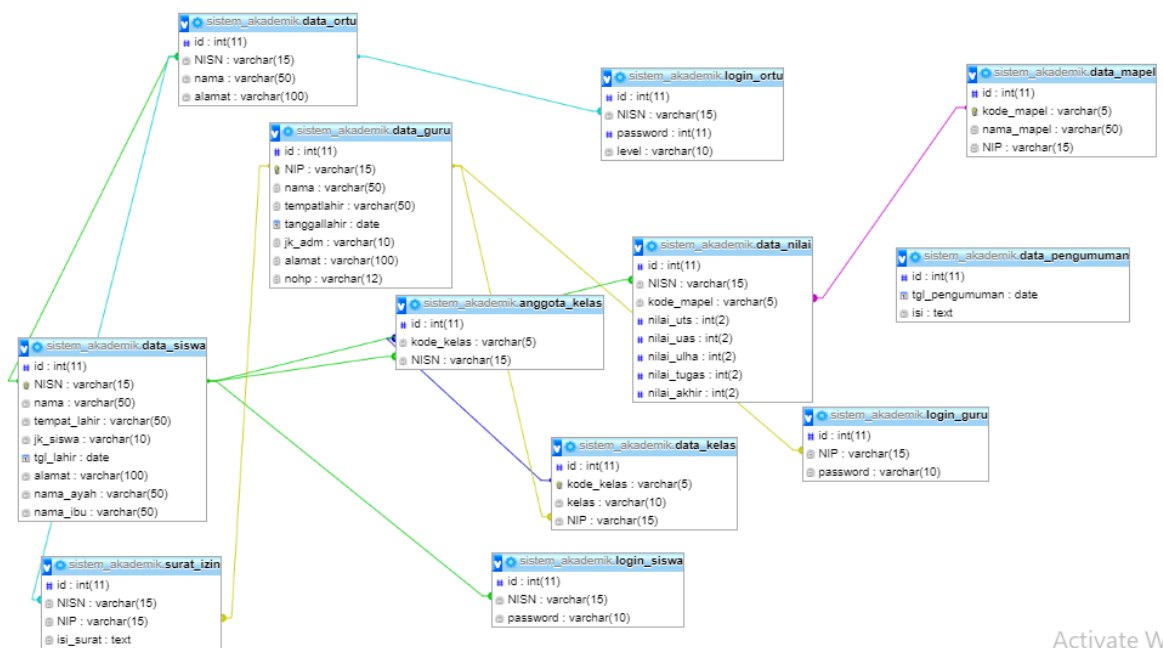 sistem_akademik.data_ortu
id : int(11)
NISN : varchar(15)
nama : varchar(50)
alamat : varchar(100)
sistem_akademik.login_ortu
id : int(11)
NISN : varchar(15)
password : int(11)
level : varchar(10)
sistem_akademik.data_mapel
id : int(11)
kode_mapel : varchar(5)
nama_mapel : varchar(50)
NIP : varchar(15)
sistem_akademik.data_guru
id : int(11)
NIP : varchar(15)
nama : varchar(50)
tempatlahir : varchar(50)
tanggallahir : date
jk_adm : varchar(10)
alamat : varchar(100)
nohp : varchar(12)
sistem_akademik.data_nilai
id : int(11)
NISN : varchar(15)
kode_mapel : varchar(5)
nilai_uts : int(2)
nilai_uas : int(2)
nilai_ulha : int(2)
nilai_tugas : int(2)
nilai_akhir : int(2)
sistem_akademik.data_pengumuman
id : int(11)
tgl_pengumuman : date
isi : text
sistem_akademik.anggota_kelas
id : int(11)
kode_kelas : varchar(5)
NISN : varchar(15)
sistem_akademik.data_siswa
id : int(11)
NISN : varchar(15)
nama : varchar(50)
tempat_lahir : varchar(50)
jk_siswa : varchar(10)
tgl_lahir : date
alamat : varchar(100)
nama_ayah : varchar(50)
nama_ibu : varchar(50)
sistem_akademik.login_guru
id : int(11)
NIP : varchar(15)
password : varchar(10)
sistem_akademik.data_kelas
id : int(11)
kode_kelas : varchar(5)
kelas : varchar(10)
NIP : varchar(15)
sistem_akademik.surat_izin
id : int(11)
NISN : varchar(15)
NIP : varchar(15)
isi_surat : text
sistem_akademik.login_siswa
id : int(11)
NISN : varchar(15)
password : varchar(10)
Activate W